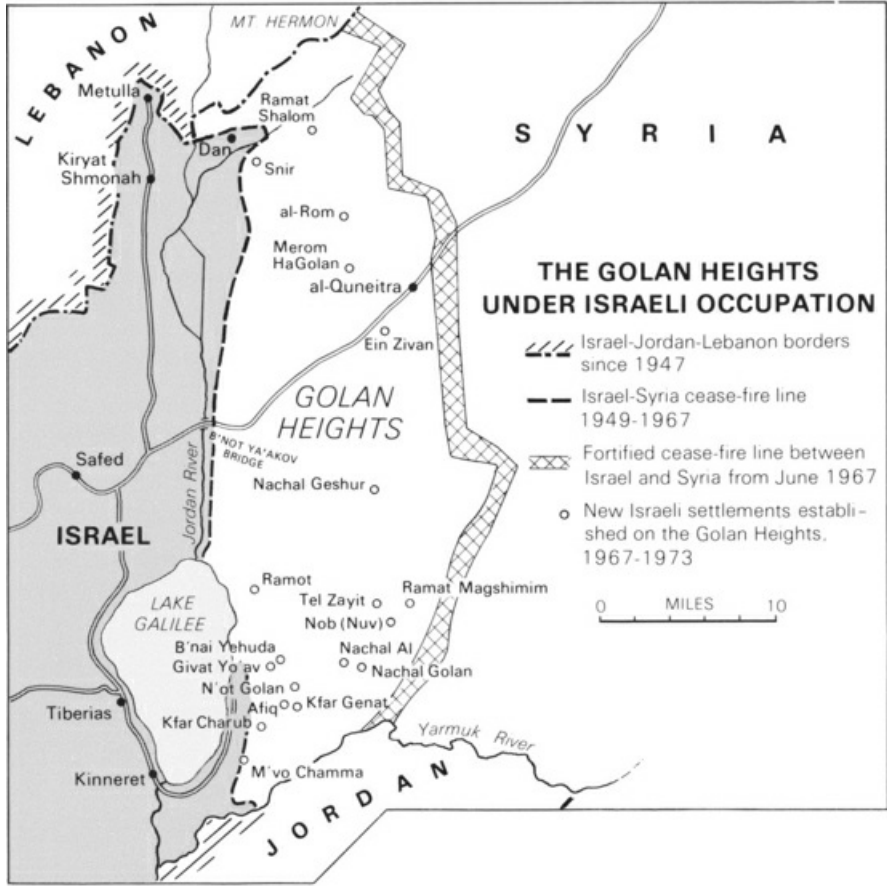 LEBANON
MT. HERMON
Metulla
Ramat
Shalom
SYRIA
Dan
Kiryat
Shmonah
Snir
al-Rom
Merom
HaGolan
al-Quneitra
Ein Zivan
THE GOLAN HEIGHTS
UNDER ISRAELI OCCUPATION
Israel-Jordan-Lebanon borders
since 1947
Israel-Syria cease-fire line
1949-1967
Fortified cease-fire line between
Israel and Syria from June 1967
New Israeli settlements establi-
shed on the Golan Heights.
1967-1973
0 MILES 10
GOLAN
HEIGHTS
B'NOT YA'AKOV
BRIDGE
Safed
Jordan River
Nachal Geshur
ISRAEL
LAKE
GALILEE
Ramot
Tel Zayit
Ramat Magshimim
Nob (Nuv)
B'nai Yehuda
Givat Yo'av
Nachal Al
Nachal Golan
N'ot Golan
Afiq
Kfar Genat
Kfar Charub
Tiberias
Yarmuk River
Kinneret
M'vo Chamma
JORDAN